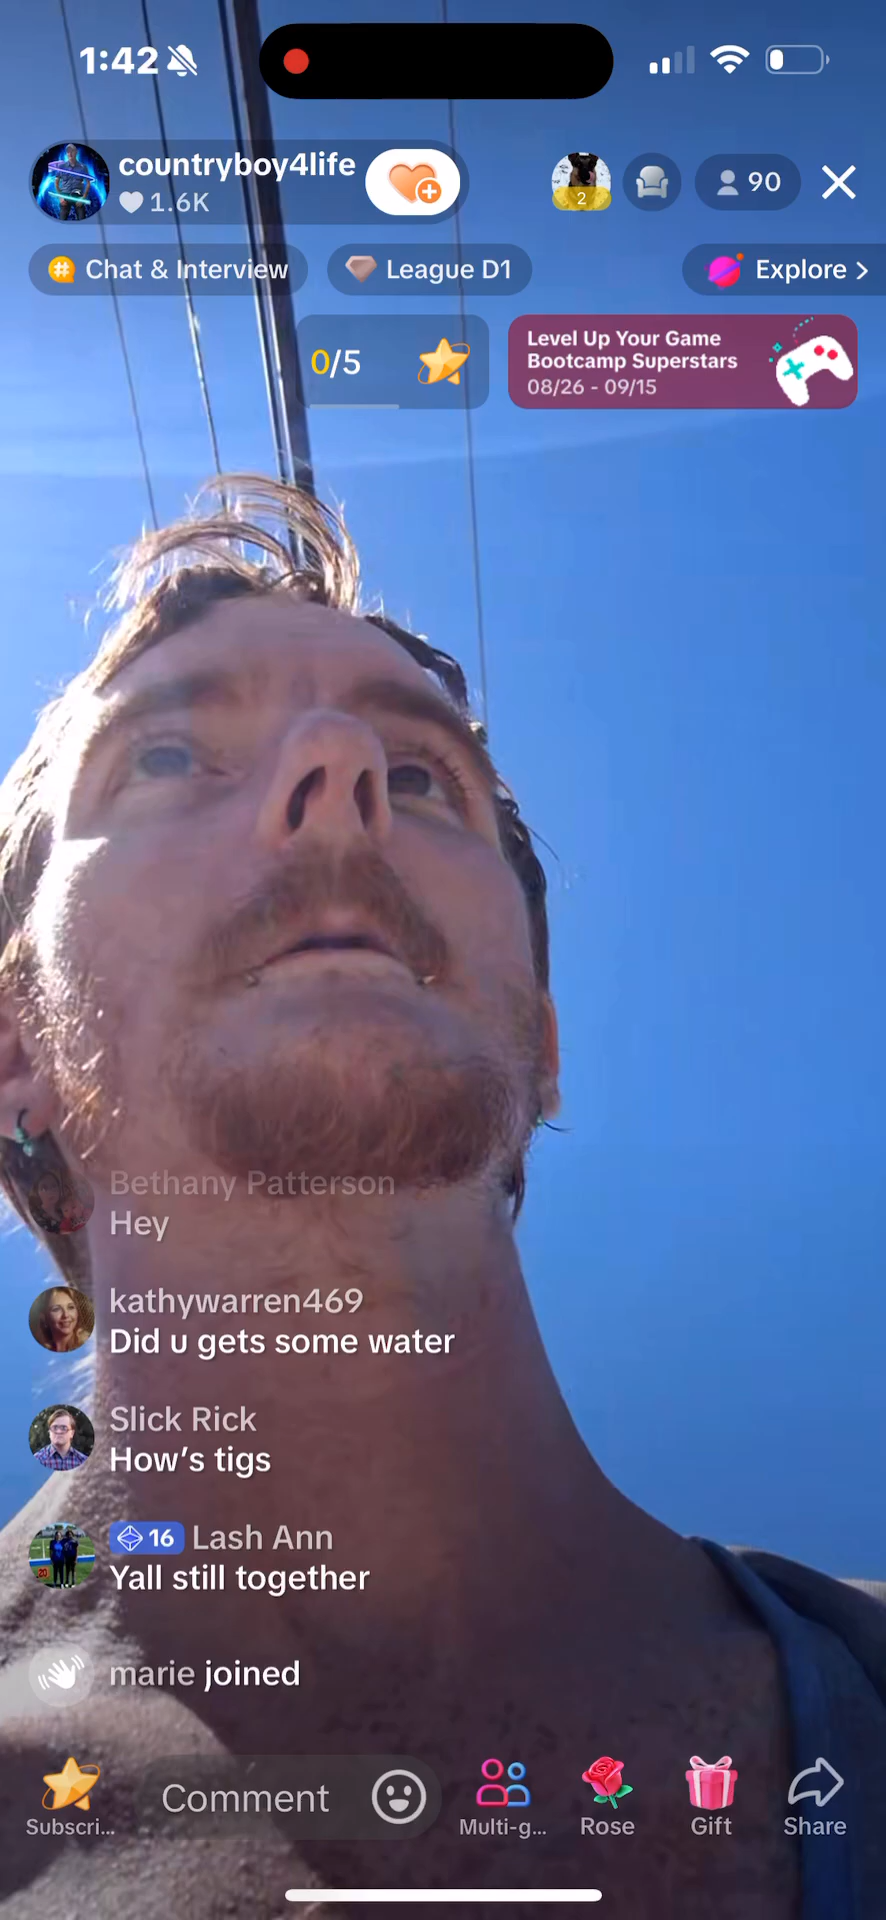 1:42
countryboy4life
1.6K
2
90
Chat & Interview
League D1
Explore >
0/5
Level Up Your Game
Bootcamp Superstars
08/26 - 09/15
Bethany Patterson
Hey
kathywarren469
Did u gets some water
Slick Rick
How's tigs
16 Lash Ann
Yall still together
marie joined
Comment
Subscri...
Multi-g...
Rose
Gift
Share